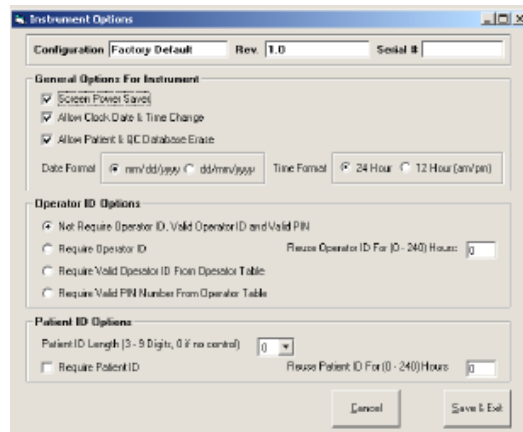 Instrument Options
Configuration Factory Default Rev. 1.0 Serial #
General Options For Instrument
Screen Power Saver
Allow Clock Date & Time Change
Allow Patient & QC Database Erase
Date Format mm/dd/yyyy dd/mm/yyyy Time Format 24 Hour 12 Hour (am/pm)
Operator ID Options
Not Require Operator ID, Valid Operator ID and Valid PIN
Require Operator ID Reuse Operator ID For (0 - 240) Hours: 0
Require Valid Operator ID From Operator Table
Require Valid PIN Number From Operator Table
Patient ID Options
Patient ID Length (3 - 9 Digits, 0 if no control) 0
Require Patient ID Reuse Patient ID For (0 - 240) Hours 0
Cancel Save & Exit